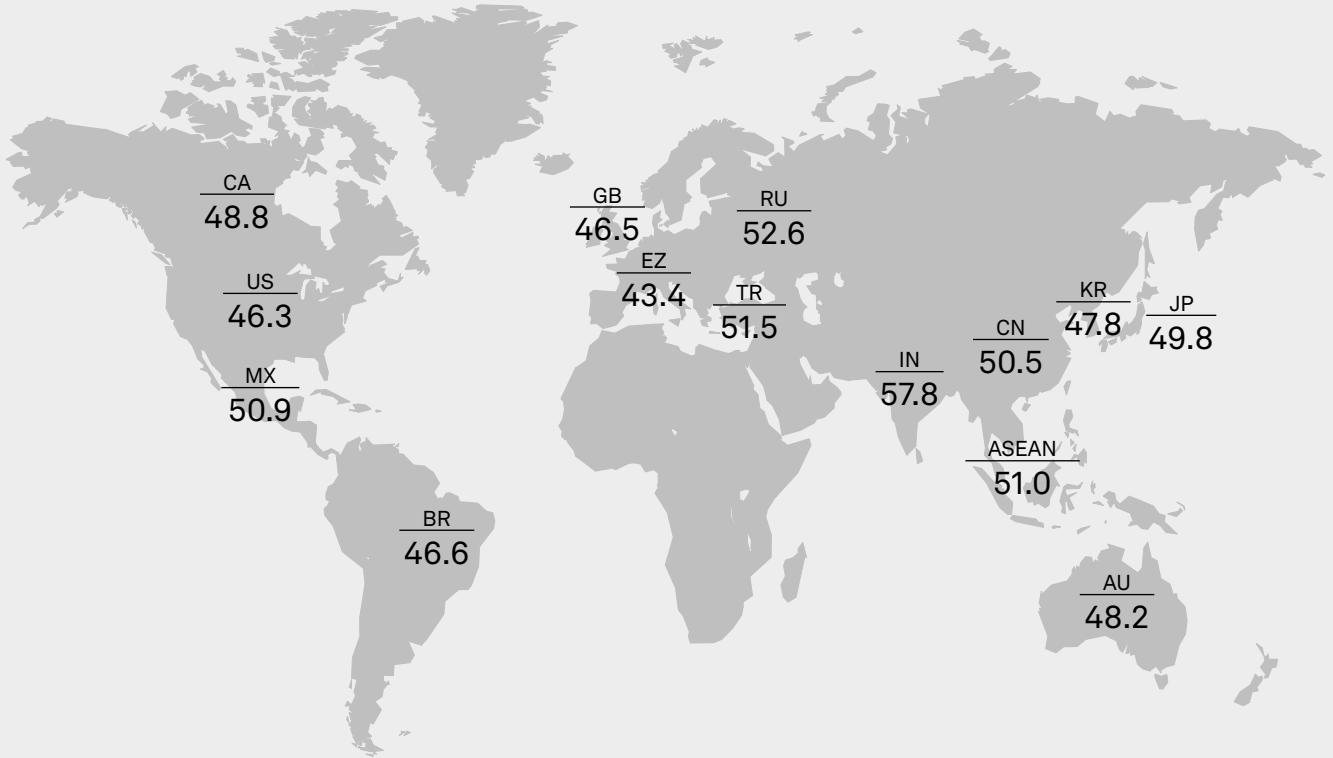 CA
48.8
GB
46.5
RU
52.6
EZ
43.4
US
46.3
TR
51.5
KR
47.8
JP
49.8
CN
50.5
IN
57.8
MX
50.9
ASEAN
51.0
BR
46.6
AU
48.2